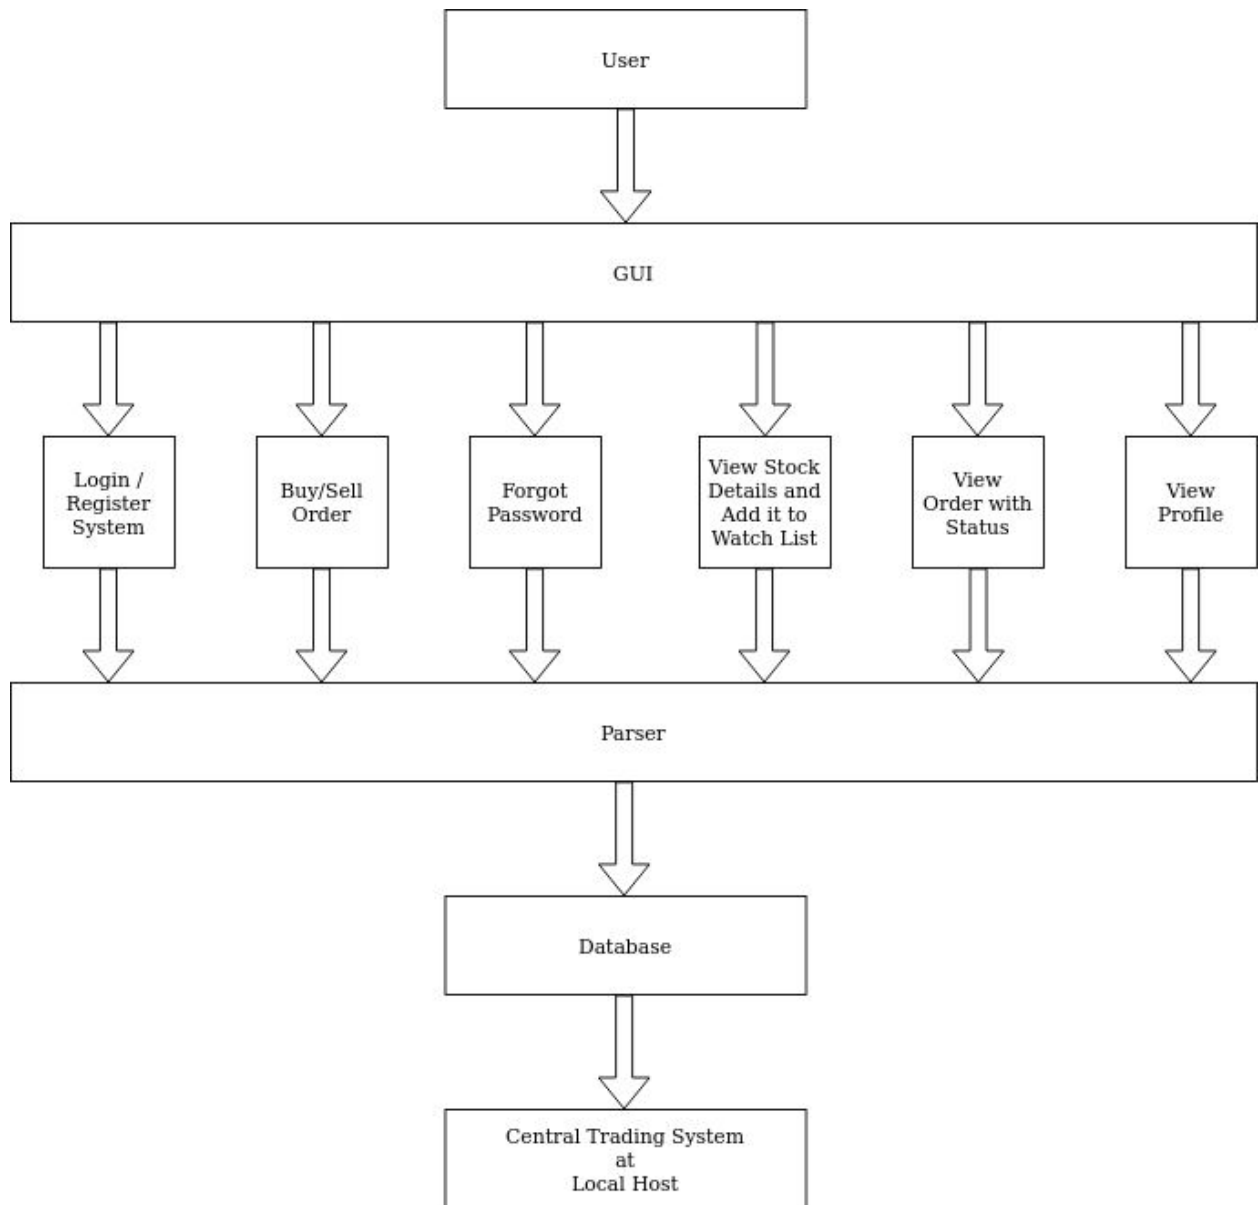 User
GUI
Login /
Register
System
Buy/Sell
Order
Forgot
Password
View Stock
Details and
Add it to
Watch List
View
Order with
Status
View
Profile
Parser
Database
Central Trading System
at
Local Host